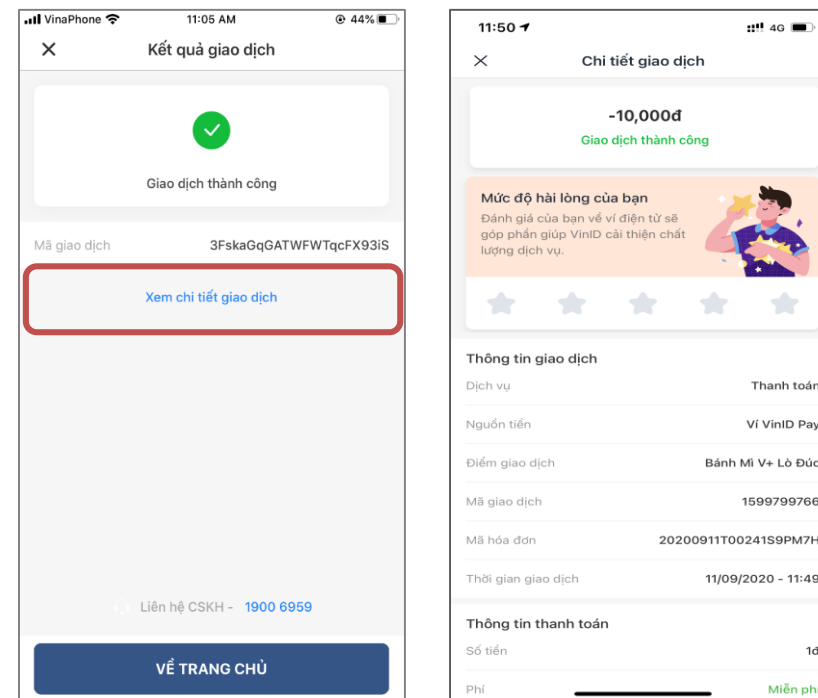 VinaPhone 11:05 AM 44%
Kết quả giao dịch
Giao dịch thành công
Mã giao dịch 3FskaGqGATWFWTqcFX93iS
Xem chi tiết giao dịch
Liên hệ CSKH - 1900 6959
VỀ TRANG CHỦ
11:50 4G
Chi tiết giao dịch
-10,000đ
Giao dịch thành công
Mức độ hài lòng của bạn
Đánh giá của bạn về ví điện tử sẽ
góp phần giúp VinID cải thiện chất
lượng dịch vụ.
Thông tin giao dịch
Dịch vụ Thanh toán
Nguồn tiền Ví VinID Pay
Điểm giao dịch Bánh Mì V+ Lò Đúc
Mã giao dịch 1599799766
Mã hóa đơn 20200911T00241S9PM7H
Thời gian giao dịch 11/09/2020 - 11:49
Thông tin thanh toán
Số tiền 1đ
Phí Miễn phí